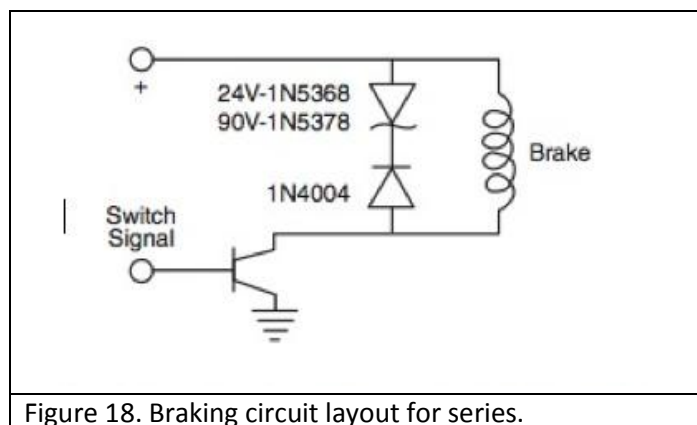 +
24V-1N5368
90V-1N5378
1N4004
Brake
Switch
Signal
Figure 18. Braking circuit layout for series.